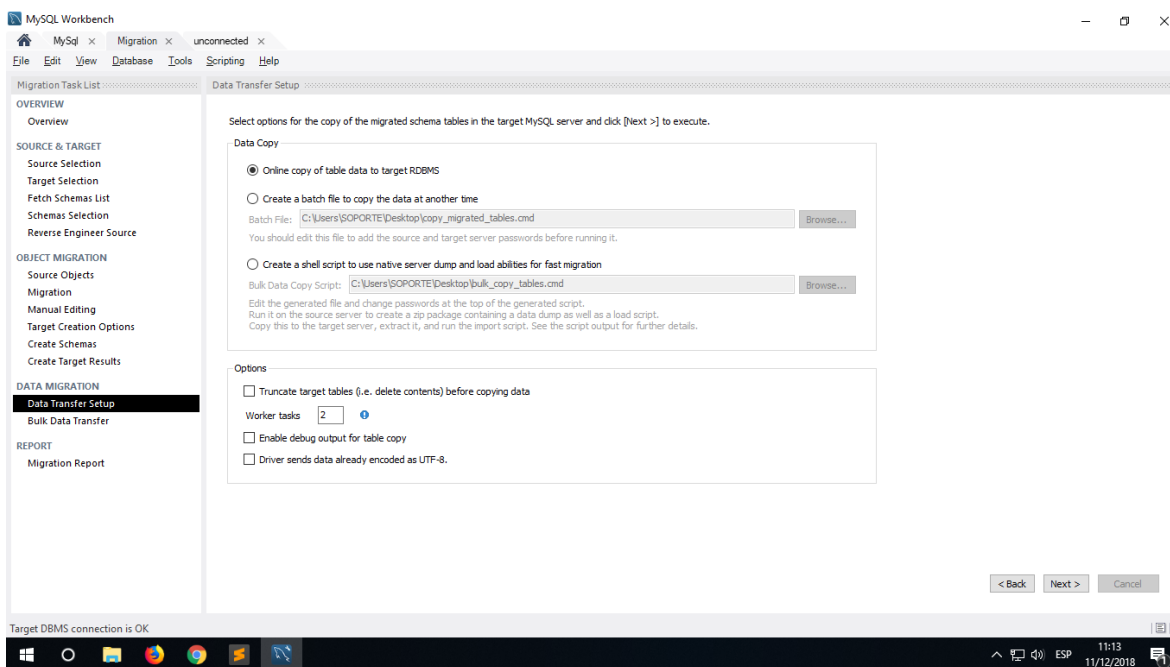 MySQL Workbench
MySql × Migration × unconnected ×
File Edit View Database Tools Scripting Help
Migration Task List
Data Transfer Setup
OVERVIEW
Overview
SOURCE & TARGET
Source Selection
Target Selection
Fetch Schemas List
Schemas Selection
Reverse Engineer Source
OBJECT MIGRATION
Source Objects
Migration
Manual Editing
Target Creation Options
Create Schemas
Create Target Results
DATA MIGRATION
Data Transfer Setup
Bulk Data Transfer
REPORT
Migration Report
Select options for the copy of the migrated schema tables in the target MySQL server and click [Next >] to execute.
Data Copy
Online copy of table data to target RDBMS
Create a batch file to copy the data at another time
Batch File: C:\Users\SOPORTE\Desktop\copy_migrated_tables.cmd Browse...
You should edit this file to add the source and target server passwords before running it.
Create a shell script to use native server dump and load abilities for fast migration
Bulk Data Copy Script: C:\Users\SOPORTE\Desktop\bulk_copy_tables.cmd Browse...
Edit the generated file and change passwords at the top of the generated script.
Run it on the source server to create a zip package containing a data dump as well as a load script.
Copy this to the target server, extract it, and run the import script. See the script output for further details.
Options
Truncate target tables (i.e. delete contents) before copying data
Worker tasks 2
Enable debug output for table copy
Driver sends data already encoded as UTF-8.
< Back Next > Cancel
Target DBMS connection is OK
ESP
11:13
11/12/2018